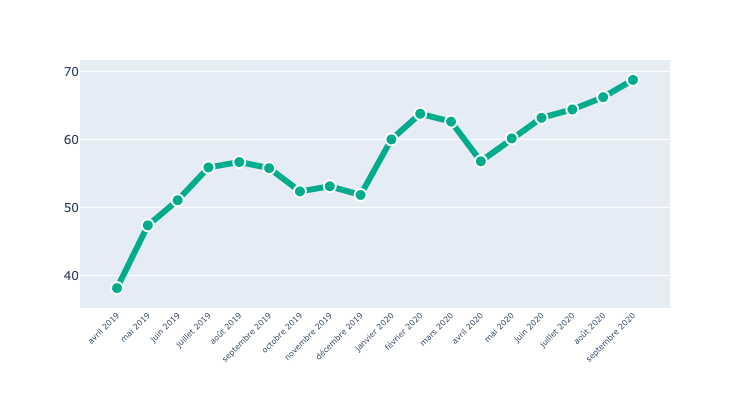 70
60
50
40
avril 2019
mai 2019
juin 2019
juillet 2019
août 2019
septembre 2019
octobre 2019
novembre 2019
décembre 2019
janvier 2020
février 2020
mars 2020
avril 2020
mai 2020
juin 2020
juillet 2020
août 2020
septembre 2020